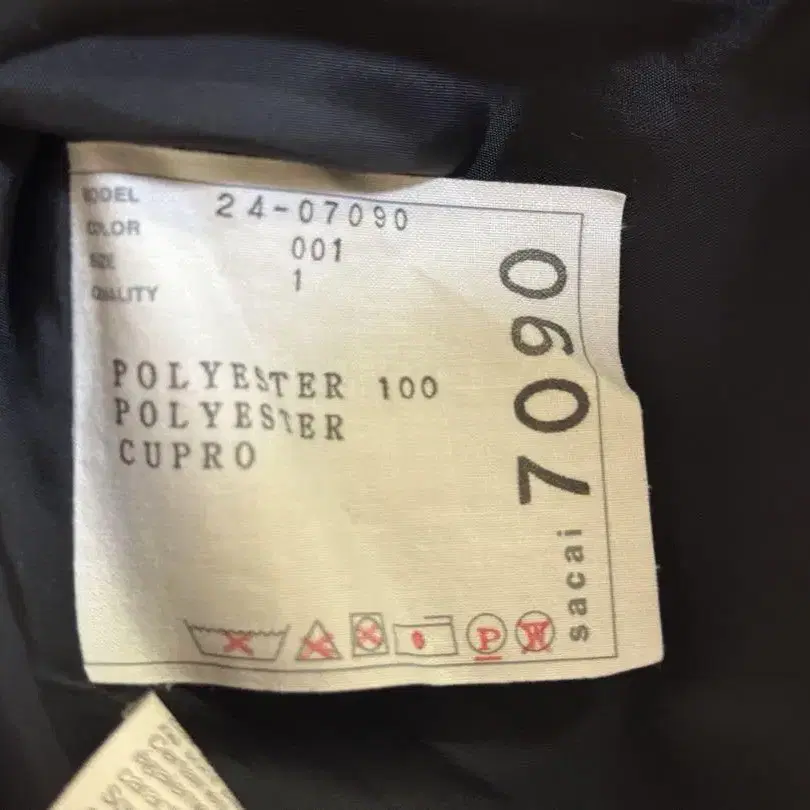 MODEL 24-07090
COLOR 001
SIZE 1
QUALITY
POLYESTER 100
POLYESTER
CUPRO
sacai 7090
P
W